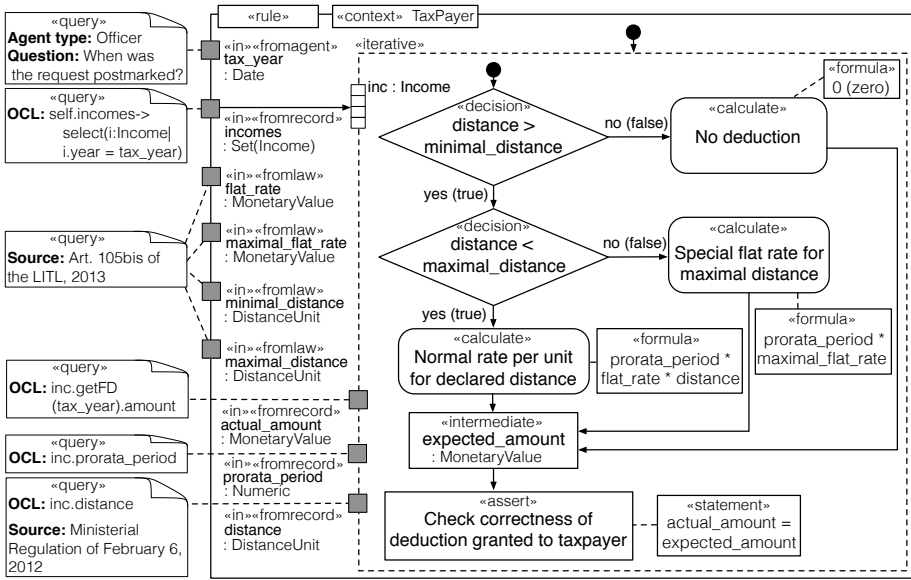 «query»
Agent type: Officer
Question: When was
the request postmarked?
«query»
OCL: self.incomes->
select(i:Income|
i.year = tax_year)
«query»
Source: Art. 105bis of
the LITL, 2013
«query»
OCL: inc.getFD
(tax_year).amount
«query»
OCL: inc.prorata_period
«query»
OCL: inc.distance
Source: Ministerial
Regulation of February 6,
2012
«rule»
«context» TaxPayer
«in»«fromagent»
tax_year
: Date
«in»«fromrecord»
incomes
: Set(Income)
«in»«fromlaw»
flat_rate
: MonetaryValue
«in»«fromlaw»
maximal_flat_rate
: MonetaryValue
«in»«fromlaw»
minimal_distance
: DistanceUnit
«in»«fromlaw»
maximal_distance
: DistanceUnit
«in»«fromrecord»
actual_amount
: MonetaryValue
«in»«fromrecord»
prorata_period
: Numeric
«in»«fromrecord»
distance
: DistanceUnit
«iterative»
inc : Income
«decision»
distance >
minimal_distance
no (false)
«calculate»
No deduction
«formula»
0 (zero)
yes (true)
«decision»
distance <
maximal_distance
no (false)
«calculate»
Special flat rate for
maximal distance
«formula»
prorata_period *
maximal_flat_rate
yes (true)
«calculate»
Normal rate per unit
for declared distance
«formula»
prorata_period *
flat_rate * distance
«intermediate»
expected_amount
: MonetaryValue
«assert»
Check correctness of
deduction granted to taxpayer
«statement»
actual_amount =
expected_amount